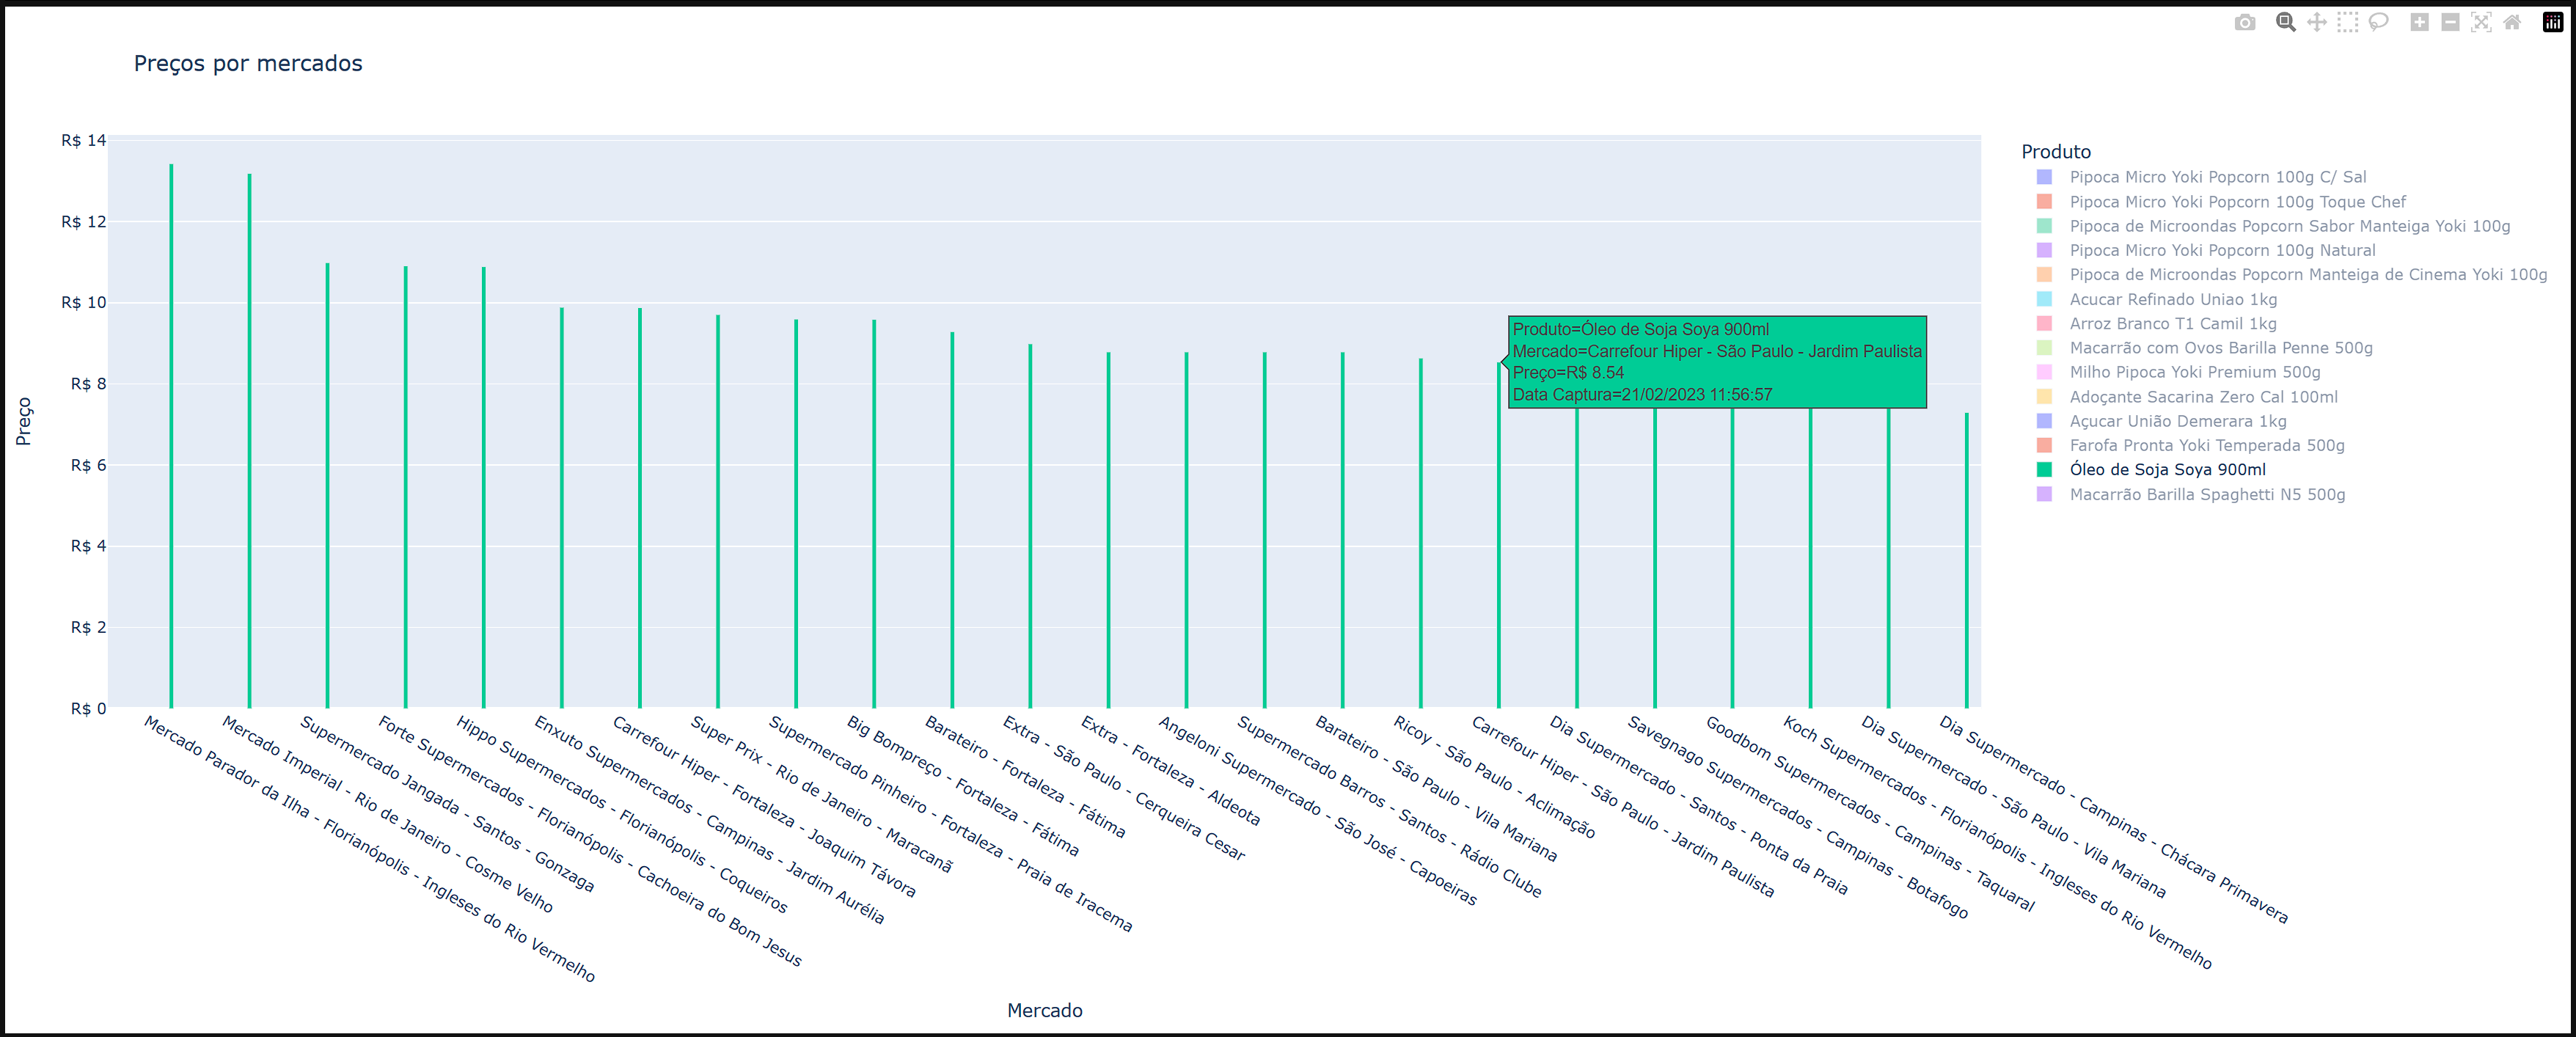 Preços por mercados
R$ 14
R$ 12
R$ 10
R$ 8
R$ 6
R$ 4
R$ 2
R$ 0
Preço
Produto=Óleo de Soja Soya 900ml
Mercado=Carrefour Hiper - São Paulo - Jardim Paulista
Preço=R$ 8.54
Data Captura=21/02/2023 11:56:57
Mercado Parador da Ilha - Florianópolis - Ingleses do Rio Vermelho
Mercado Imperial - Rio de Janeiro - Cosme Velho
Supermercado Jangada - Santos - Gonzaga
Forte Supermercados - Florianópolis - Cachoeira do Bom Jesus
Hippo Supermercados - Florianópolis - Coqueiros
Enxuto Supermercados - Campinas - Jardim Aurélia
Carrefour Hiper - Fortaleza - Joaquim Távora
Super Prix - Rio de Janeiro - Maracanã
Supermercado Pinheiro - Fortaleza - Praia de Iracema
Big Bompreço - Fortaleza - Fátima
Barateiro - Fortaleza - Fátima
Extra - São Paulo - Cerqueira Cesar
Extra - Fortaleza - Aldeota
Angeloni Supermercado - São José - Capoeiras
Supermercado Barros - Santos - Rádio Clube
Barateiro - São Paulo - Vila Mariana
Ricoy - São Paulo - Aclimação
Carrefour Hiper - São Paulo - Jardim Paulista
Dia Supermercado - Santos - Ponta da Praia
Savegnago Supermercados - Campinas - Botafogo
Goodbom Supermercados - Campinas - Taquaral
Koch Supermercados - Florianópolis - Ingleses do Rio Vermelho
Dia Supermercado - São Paulo - Vila Mariana
Dia Supermercado - Campinas - Chácara Primavera
Mercado
Produto
Pipoca Micro Yoki Popcorn 100g C/ Sal
Pipoca Micro Yoki Popcorn 100g Toque Chef
Pipoca de Microondas Popcorn Sabor Manteiga Yoki 100g
Pipoca Micro Yoki Popcorn 100g Natural
Pipoca de Microondas Popcorn Manteiga de Cinema Yoki 100g
Acucar Refinado Uniao 1kg
Arroz Branco T1 Camil 1kg
Macarrão com Ovos Barilla Penne 500g
Milho Pipoca Yoki Premium 500g
Adoçante Sacarina Zero Cal 100ml
Açucar União Demerara 1kg
Farofa Pronta Yoki Temperada 500g
Óleo de Soja Soya 900ml
Macarrão Barilla Spaghetti N5 500g